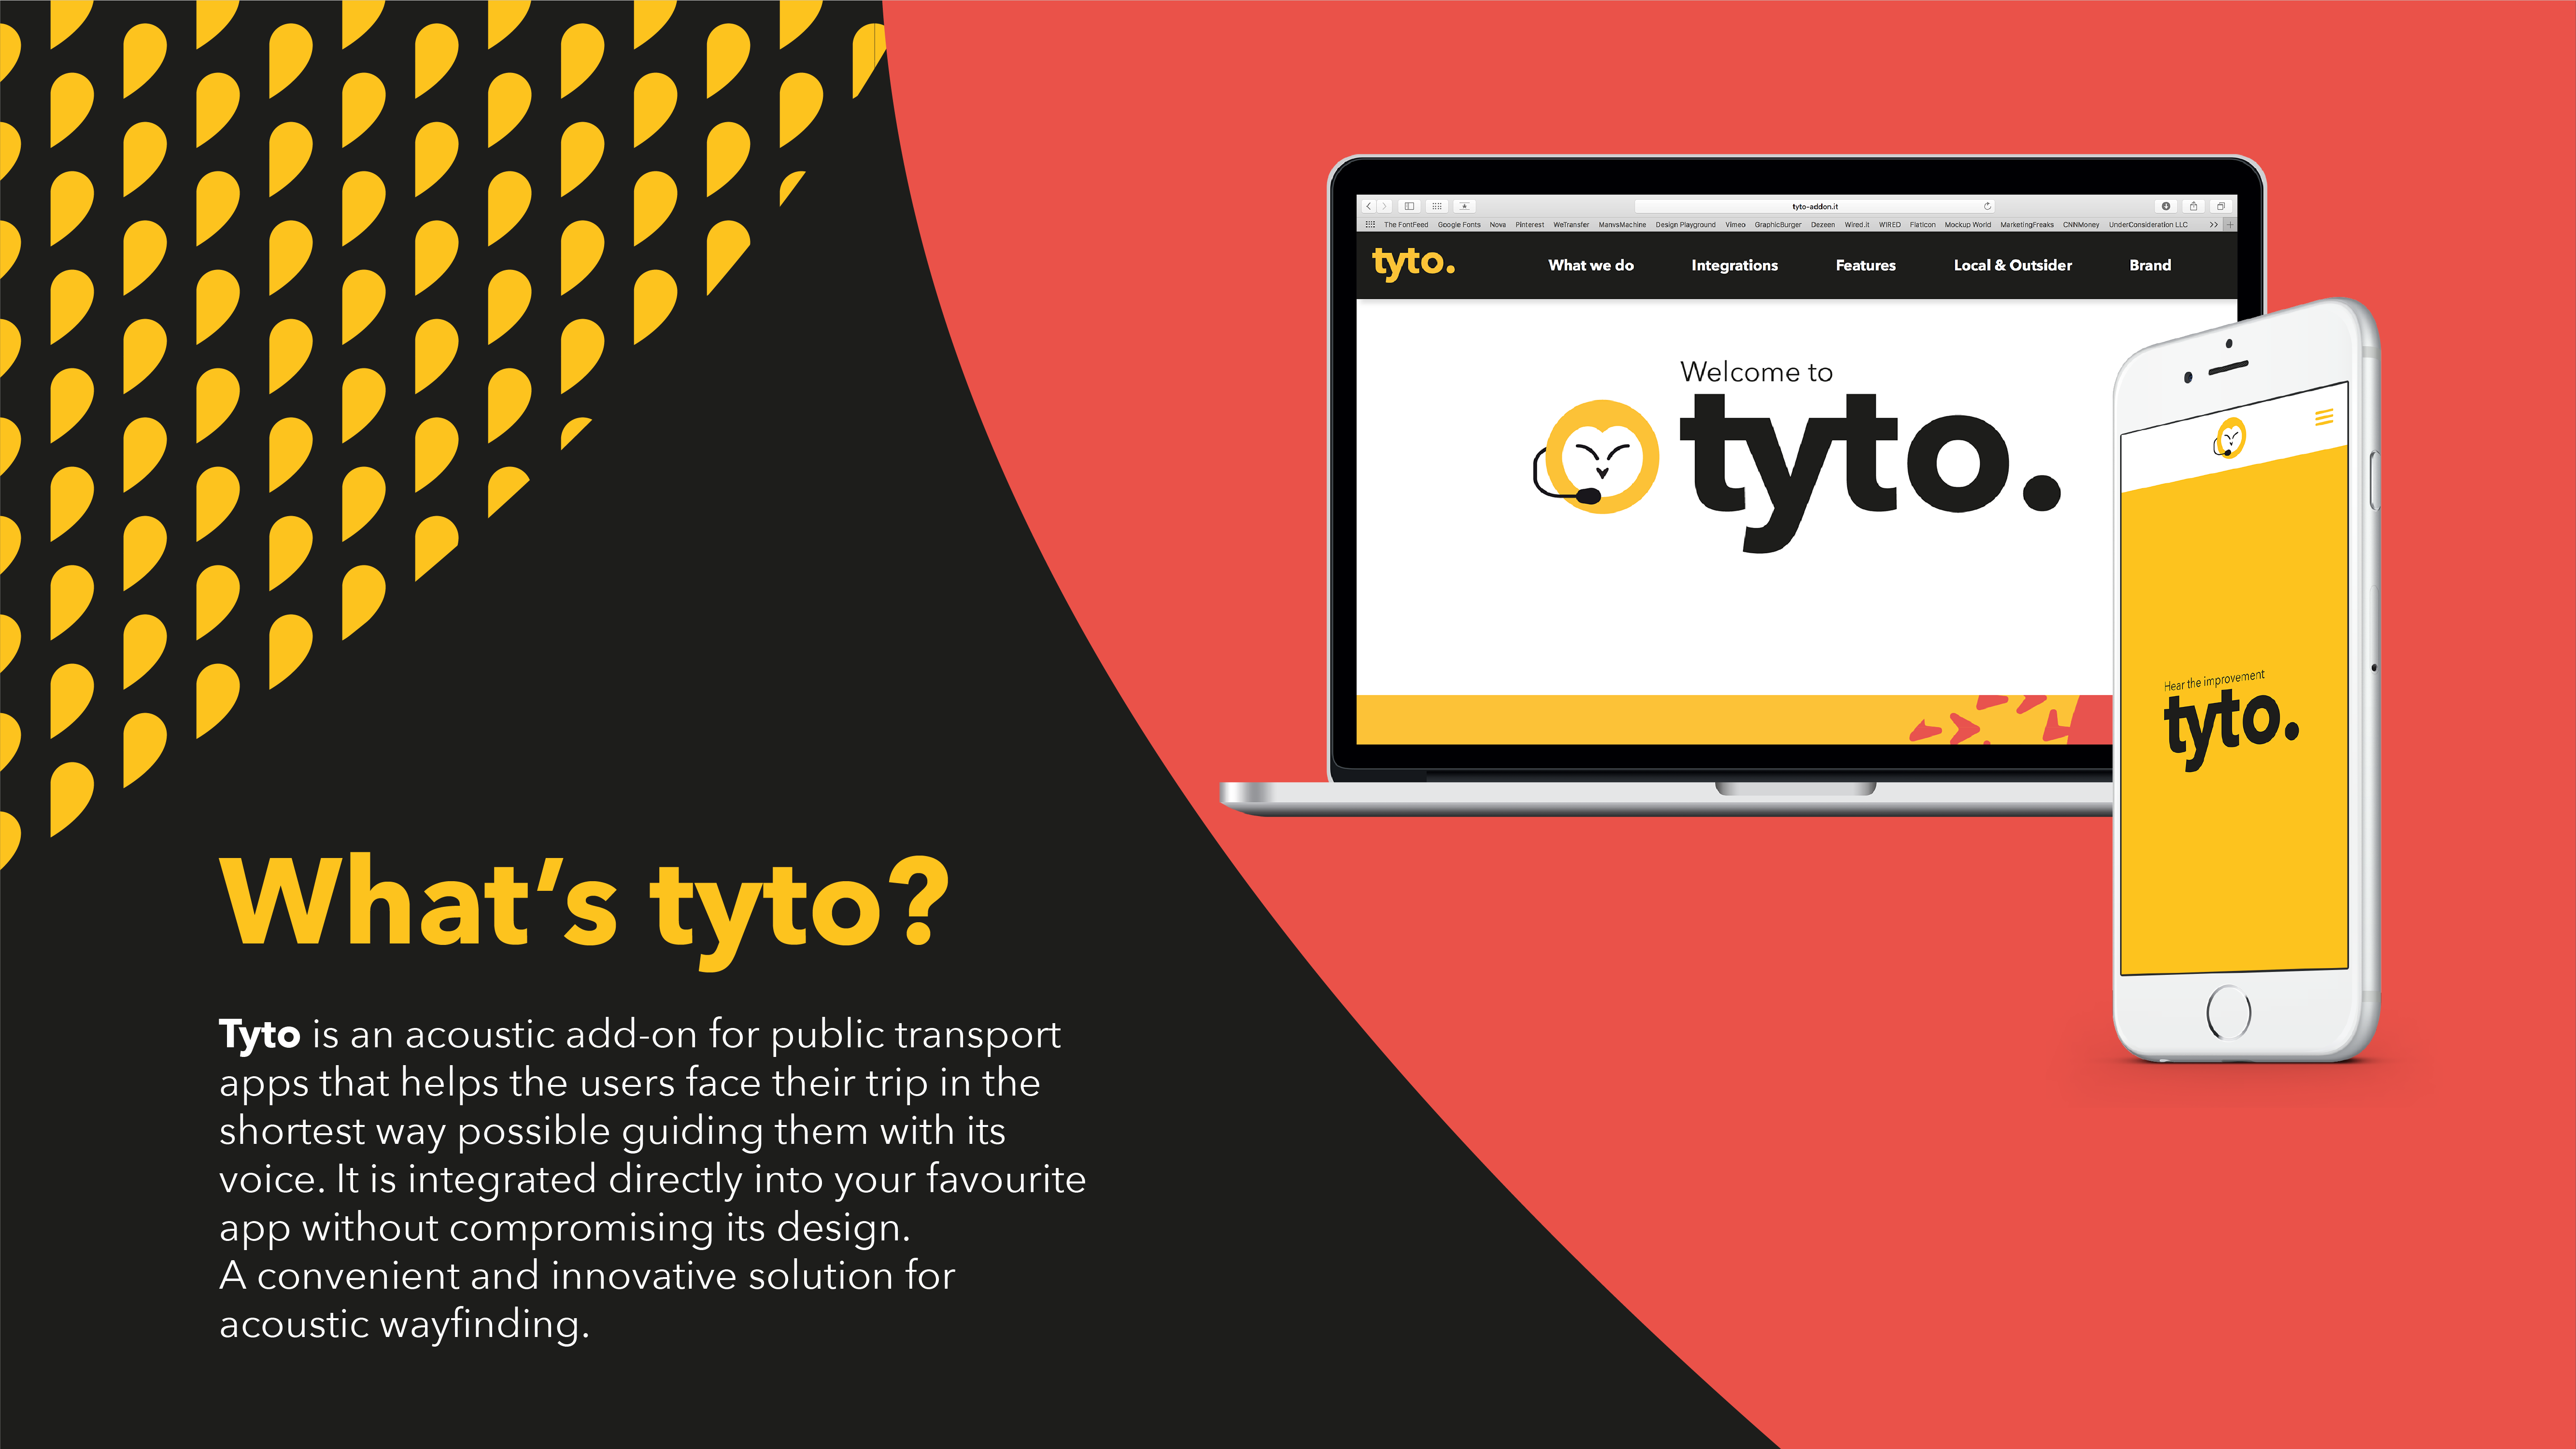 tyto-addon.it
The FontFeed Google Fonts Nova Pinterest WeTransfer ManvsMachine Design Playground Vimeo GraphicBurger Dezeen Wired.it WIRED Flaticon Mockup World MarketingFreaks CNNMoney UnderConsideration LLC
tyto. What we do Integrations Features Local & Outsider Brand
Welcome to
tyto.
Hear the improvement
tyto.
What's tyto?
Tyto is an acoustic add-on for public transport
apps that helps the users face their trip in the
shortest way possible guiding them with its
voice. It is integrated directly into your favourite
app without compromising its design.
A convenient and innovative solution for
acoustic wayfinding.